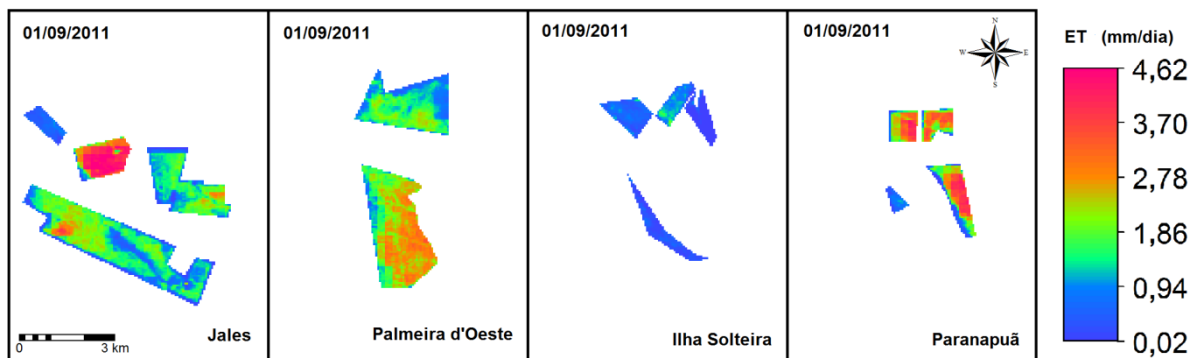 01/09/2011
01/09/2011
01/09/2011
01/09/2011
N
W
E
S
ET (mm/dia)
4,62
3,70
2,78
1,86
0,94
0,02
Jales
Palmeira d'Oeste
Ilha Solteira
Paranapuã
0
3 km